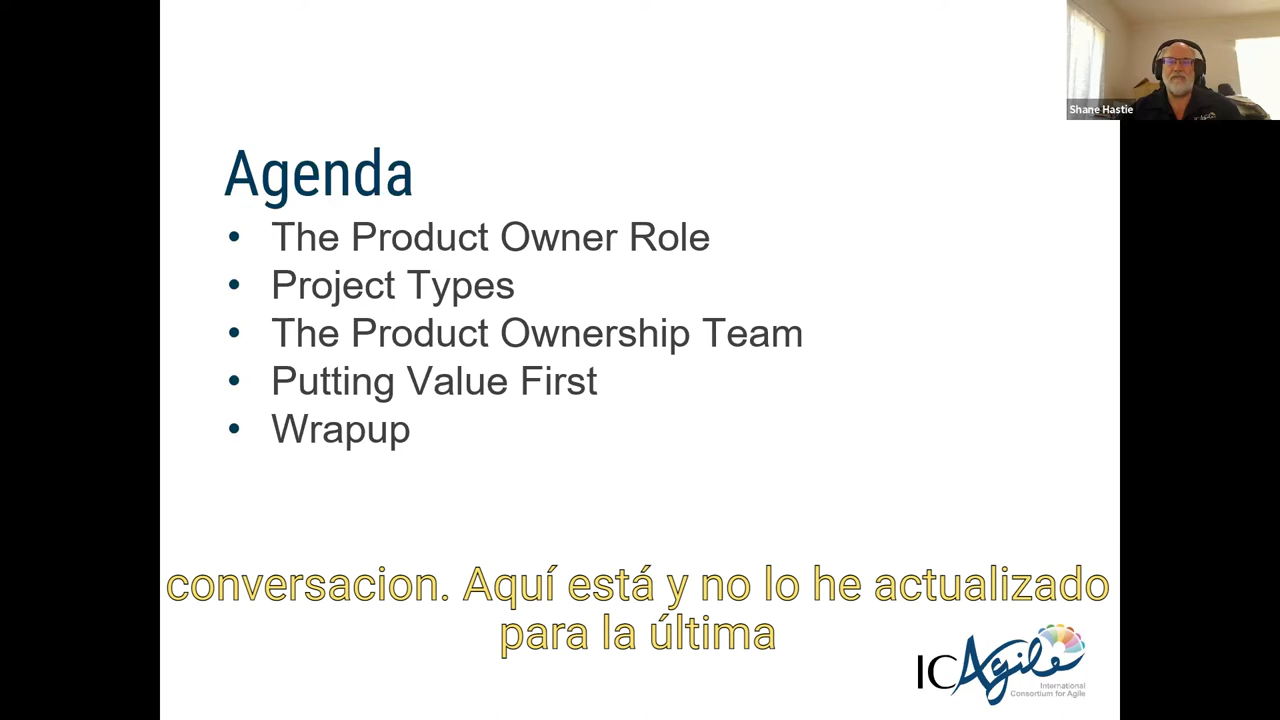 Shane Hastie
Agenda
• The Product Owner Role
• Project Types
• The Product Ownership Team
• Putting Value First
• Wrapup
conversacion. Aquí está y no lo he actualizado
para la última
ICAgile
International
Consortium for Agile